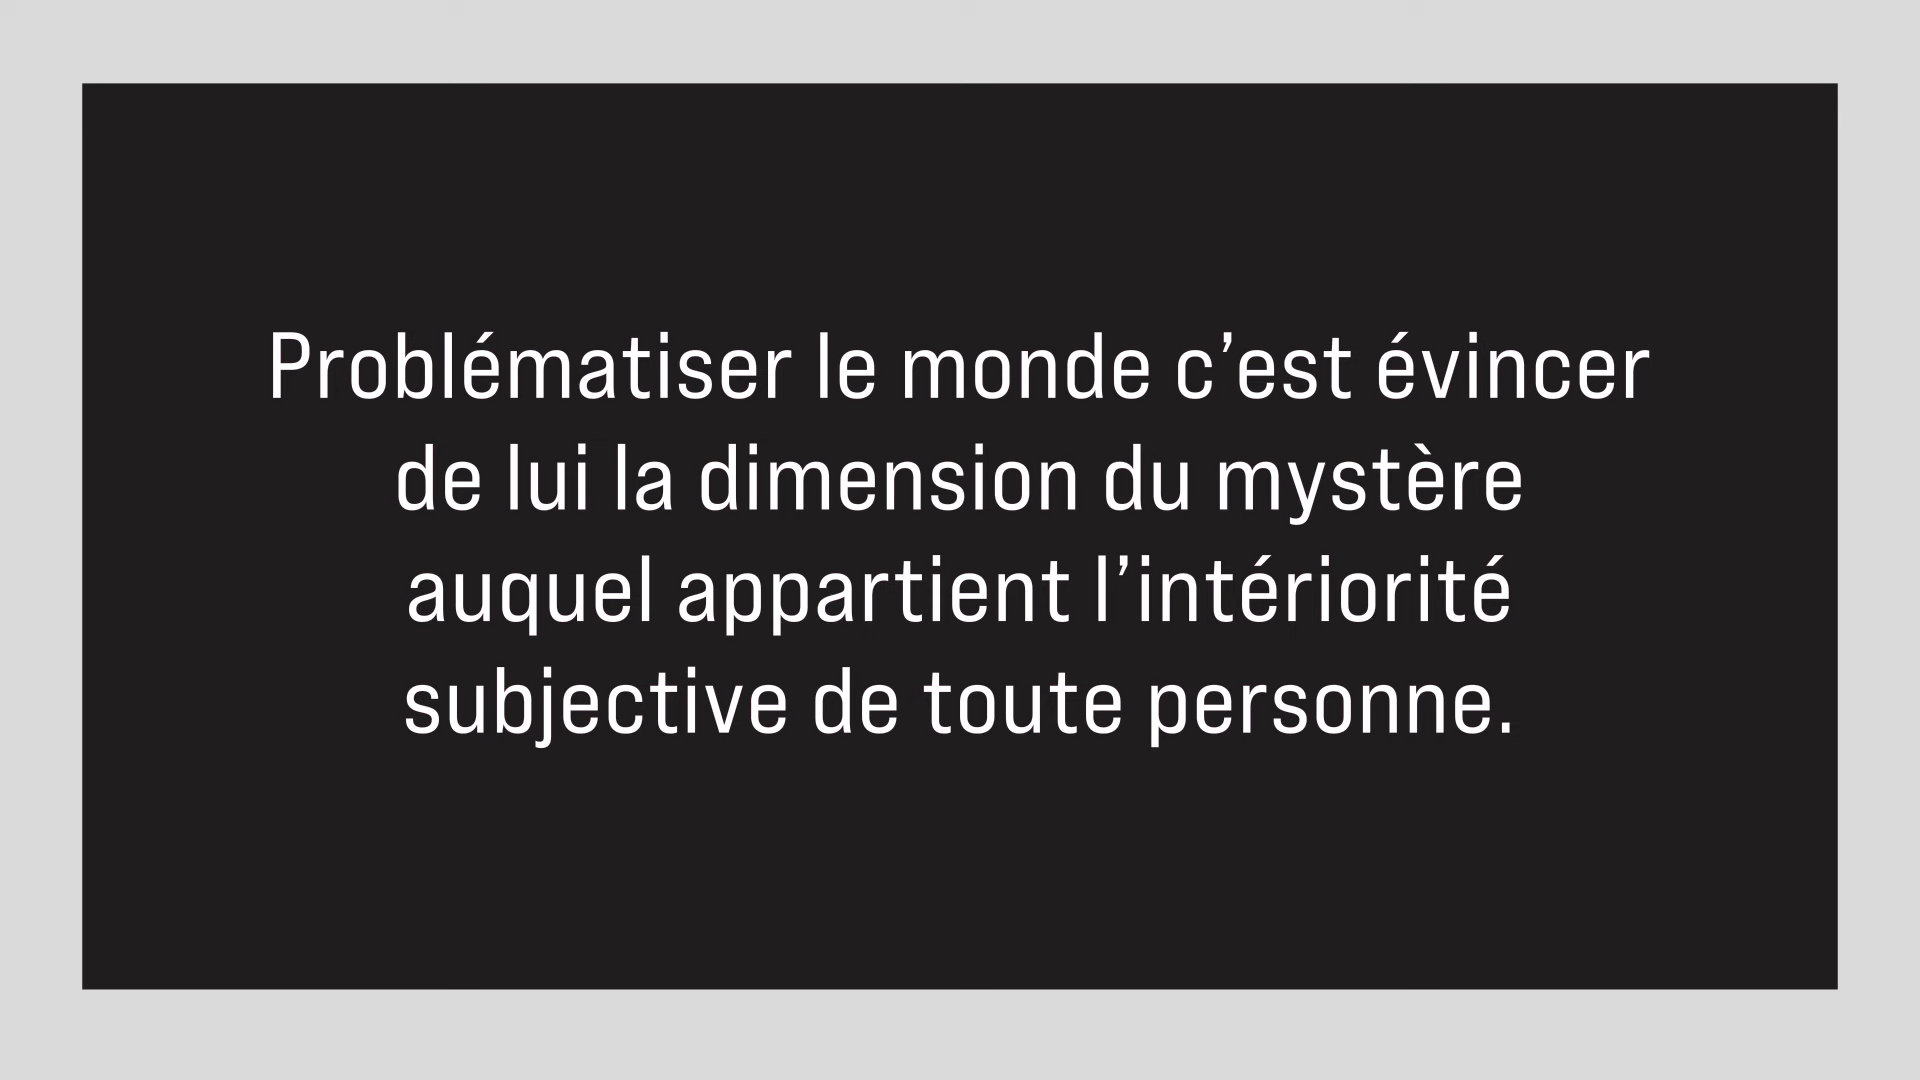 Problématiser le monde c’est évincer
de lui la dimension du mystère
auquel appartient l’intériorité
subjective de toute personne.